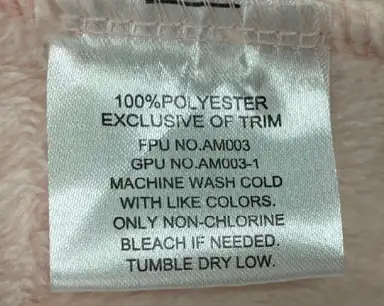 100%POLYESTER
EXCLUSIVE OF TRIM
FPU NO.AM003
GPU NO.AM003-1
MACHINE WASH COLD
WITH LIKE COLORS.
ONLY NON-CHLORINE
BLEACH IF NEEDED.
TUMBLE DRY LOW.